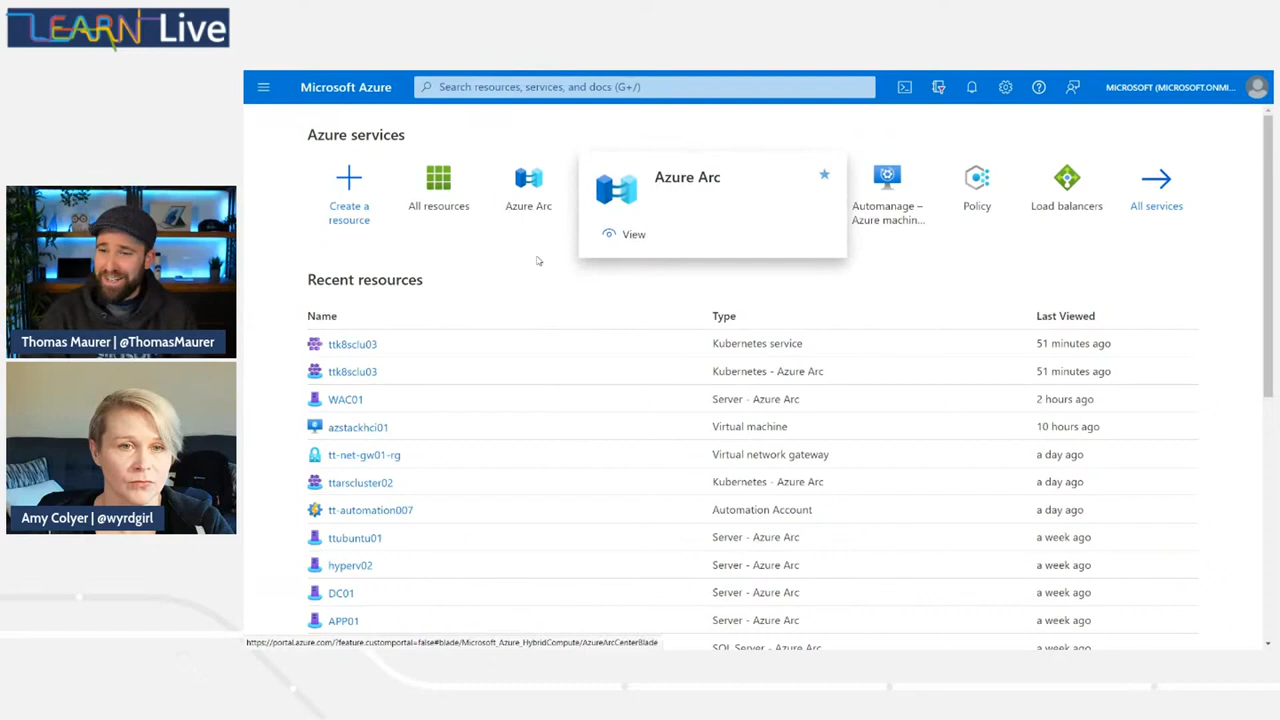 LEARN Live
Microsoft Azure
Search resources, services, and docs (G+/)
MICROSOFT (MICROSOFT.ONMI...
Azure services
Create a
resource
All resources
Azure Arc
Azure Arc
View
Automanage –
Azure machin...
Policy
Load balancers
All services
Recent resources
Name Type Last Viewed
ttk8sclu03 Kubernetes service 51 minutes ago
ttk8sclu03 Kubernetes - Azure Arc 51 minutes ago
WAC01 Server - Azure Arc 2 hours ago
azstackhci01 Virtual machine 10 hours ago
tt-net-gw01-rg Virtual network gateway a day ago
ttarscluster02 Kubernetes - Azure Arc a day ago
tt-automation007 Automation Account a day ago
ttubuntu01 Server - Azure Arc a week ago
hyperv02 Server - Azure Arc a week ago
DC01 Server - Azure Arc a week ago
APP01 Server - Azure Arc a week ago
SQL Server - Azure Arc a week ago
https://portal.azure.com/?feature.customportal=false#blade/Microsoft_Azure_HybridCompute/AzureArcCenterBlade
Thomas Maurer | @ThomasMaurer
Amy Colyer | @wyrdgirl